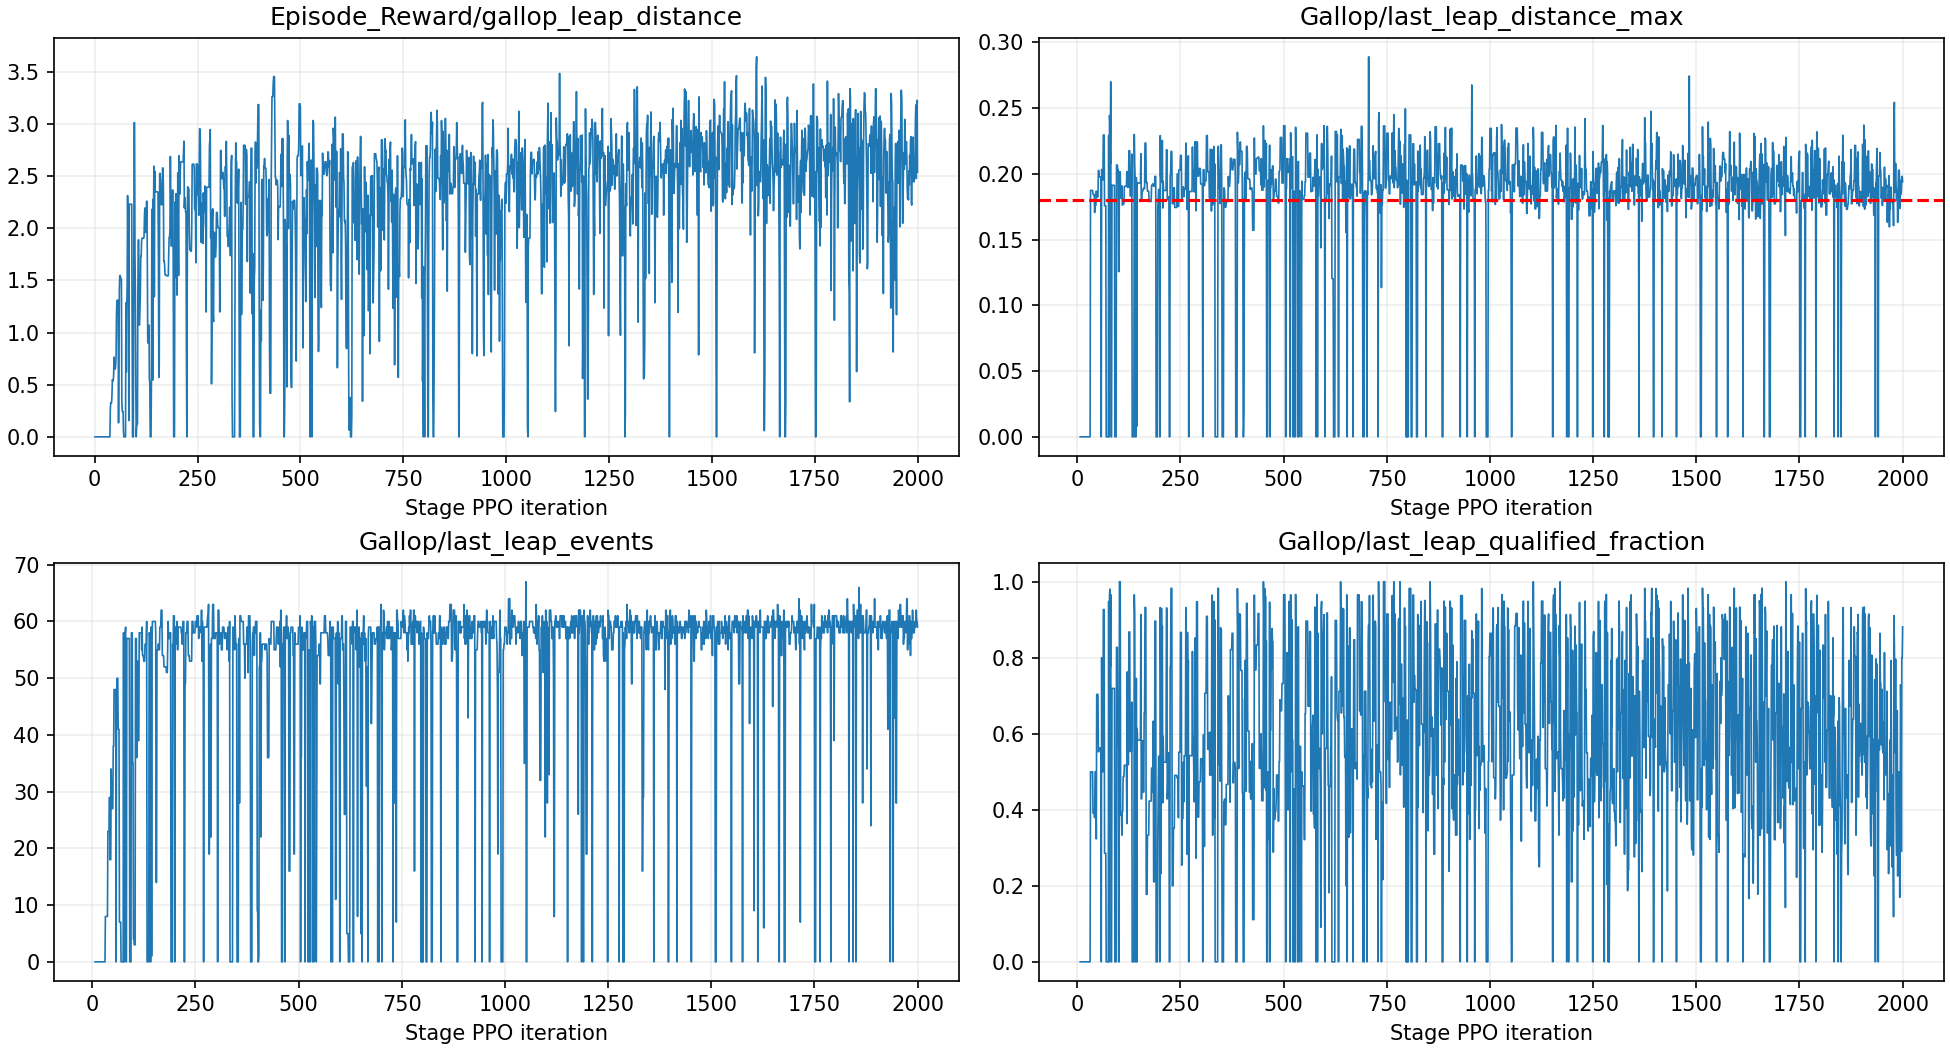 Episode_Reward/gallop_leap_distance
3.5
3.0
2.5
2.0
1.5
1.0
0.5
0.0
0 250 500 750 1000 1250 1500 1750 2000
Stage PPO iteration
Gallop/last_leap_distance_max
0.30
0.25
0.20
0.15
0.10
0.05
0.00
0 250 500 750 1000 1250 1500 1750 2000
Stage PPO iteration
Gallop/last_leap_events
70
60
50
40
30
20
10
0
0 250 500 750 1000 1250 1500 1750 2000
Stage PPO iteration
Gallop/last_leap_qualified_fraction
1.0
0.8
0.6
0.4
0.2
0.0
0 250 500 750 1000 1250 1500 1750 2000
Stage PPO iteration